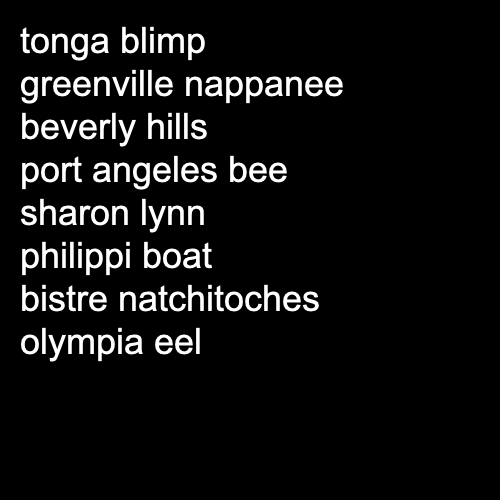 tonga blimp
greenville nappanee
beverly hills
port angeles bee
sharon lynn
philippi boat
bistre natchitoches
olympia eel